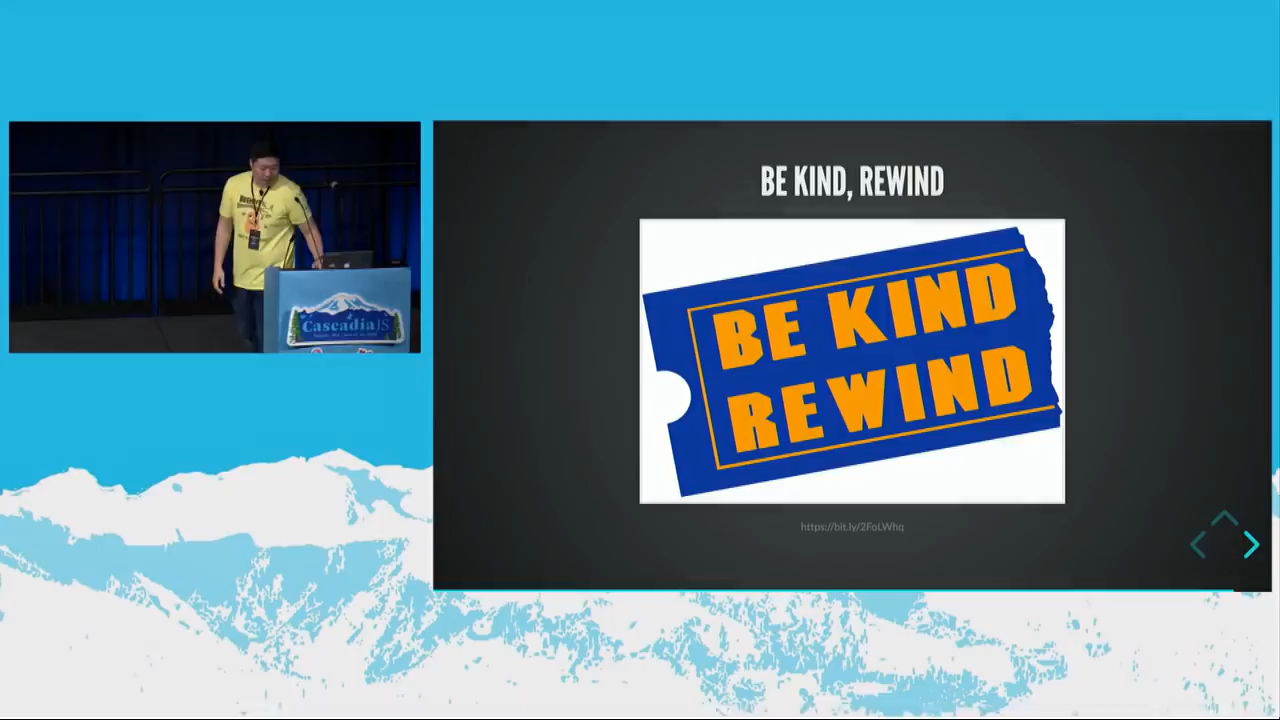 BE KIND, REWIND
BE KIND
REWIND
https://bit.ly/2FoLWhq
CascadiaJS